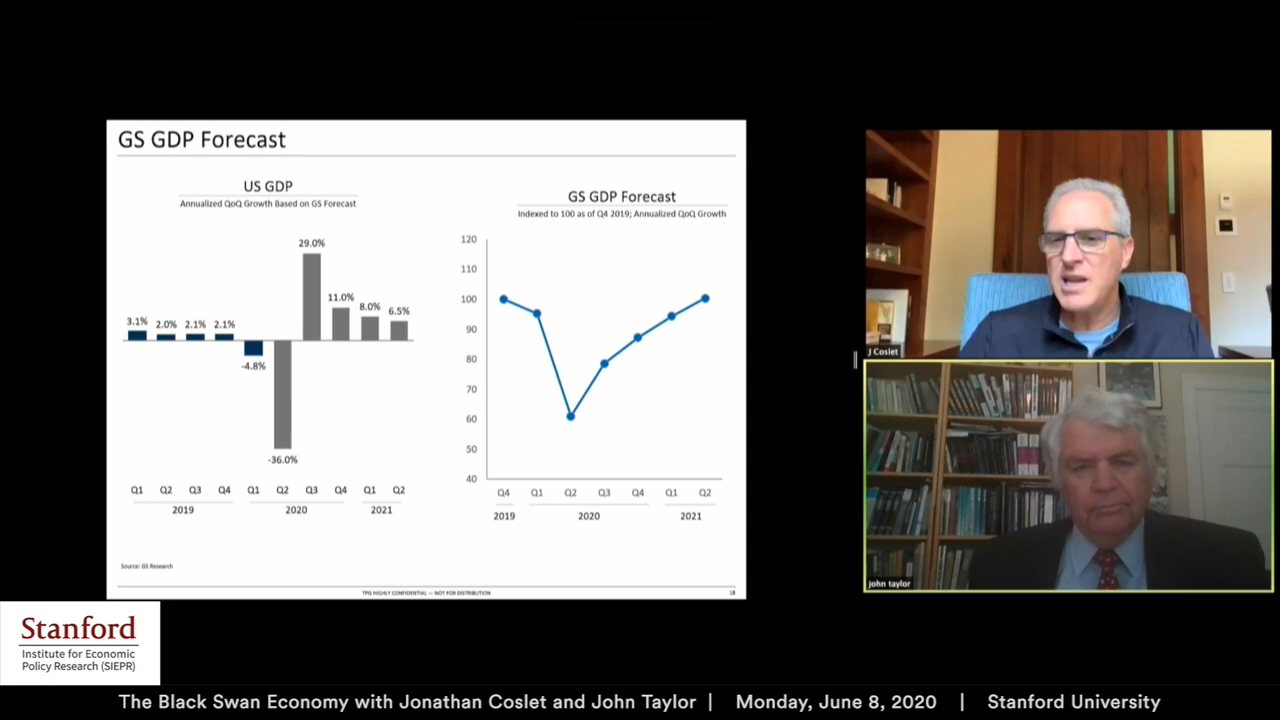 GS GDP Forecast
US GDP
Annualized QoQ Growth Based on GS Forecast
29.0%
11.0%
8.0%
6.5%
3.1%
2.0%
2.1%
2.1%
-4.8%
-36.0%
Q1 Q2 Q3 Q4 Q1 Q2 Q3 Q4 Q1 Q2
2019 2020 2021
GS GDP Forecast
Indexed to 100 as of Q4 2019; Annualized QoQ Growth
120
110
100
90
80
70
60
50
40
Q4 Q1 Q2 Q3 Q4 Q1 Q2
2019 2020 2021
Source: GS Research
TPG HIGHLY CONFIDENTIAL — NOT FOR DISTRIBUTION
18
J Coslet
john taylor
Stanford
Institute for Economic
Policy Research (SIEPR)
The Black Swan Economy with Jonathan Coslet and John Taylor | Monday, June 8, 2020 | Stanford University